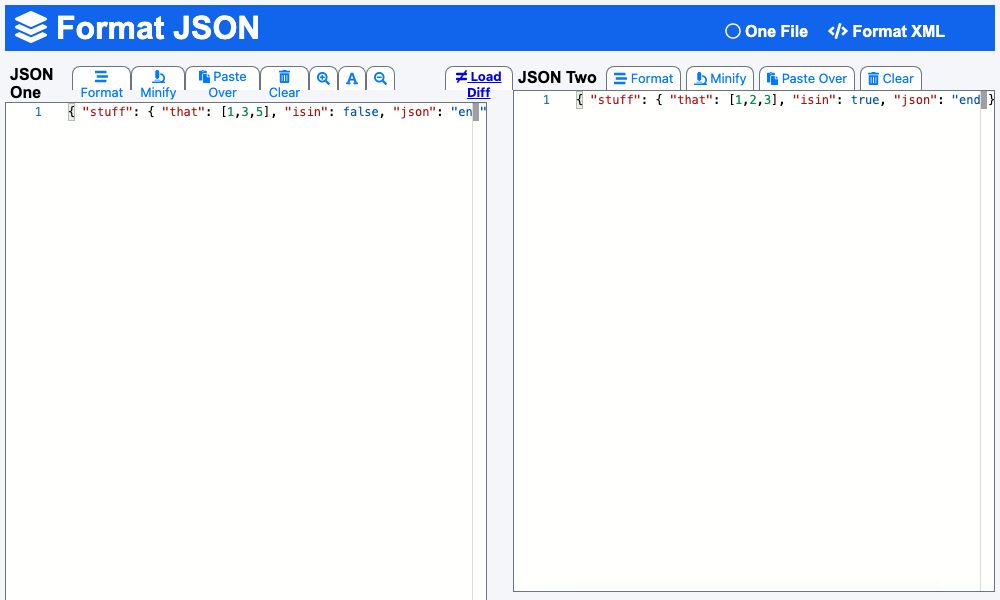 Format JSON
One File
Format XML
JSON One
Format
Minify
Paste Over
Clear
A
≠ Load Diff
JSON Two
Format
Minify
Paste Over
Clear
1 { "stuff": { "that": [1,3,5], "isin": false, "json": "en "
1 { "stuff": { "that": [1,2,3], "isin": true, "json": "end }